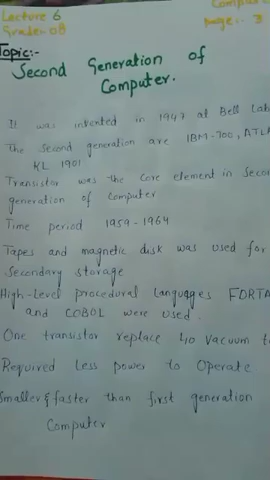 Lecture 6
Grade:- 08
Page:- 3
Topic:-
Second Generation of
Computer.
It was invented in 1947 at Bell Lab
The second generation are IBM-700, ATLA
1901
Transistor was the core element in Secon
generation of computer
Time period 1959-1964
Tapes and magnetic disk was used for
Secondary storage
High-Level procedural Languages FORTA
and COBOL were used.
One transistor replace 40 vacuum t
Required Less power to Operate
Smaller & faster than first generation
Computer